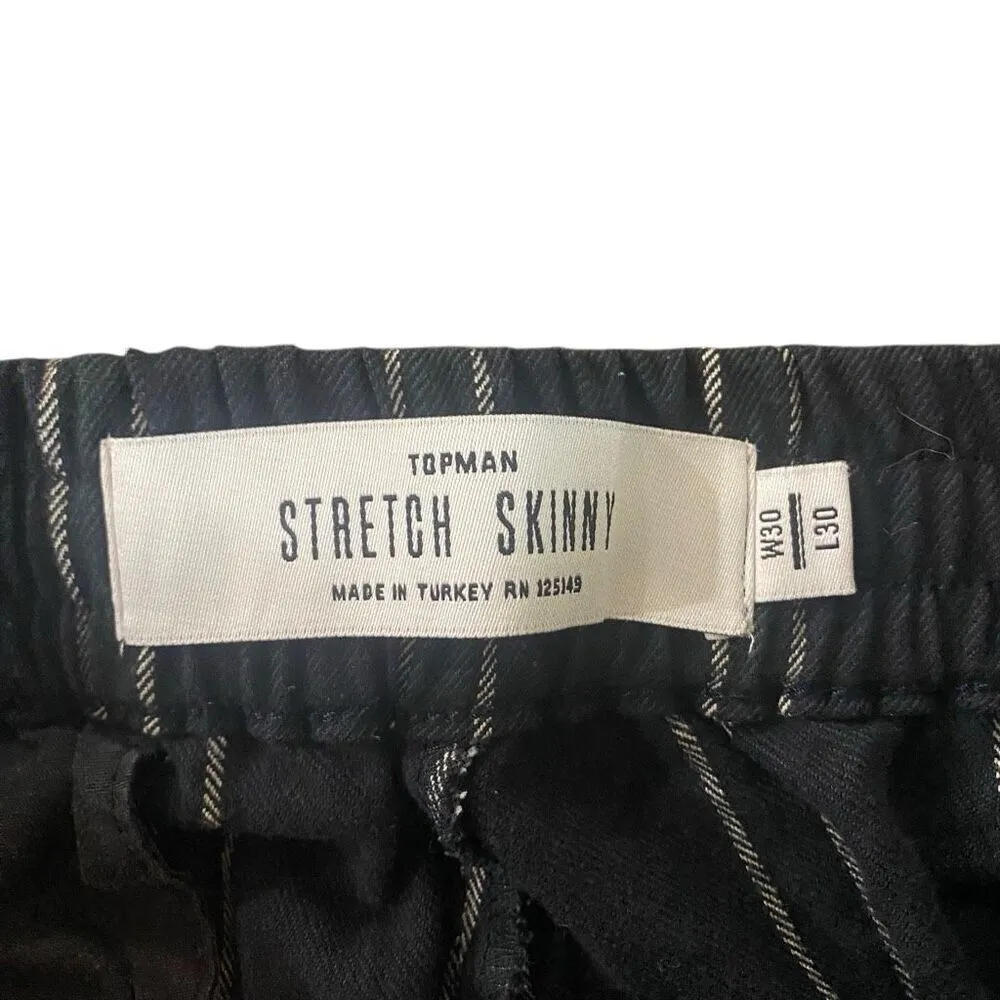 TOPMAN
STRETCH SKINNY
MADE IN TURKEY RN 125149
W30
L30